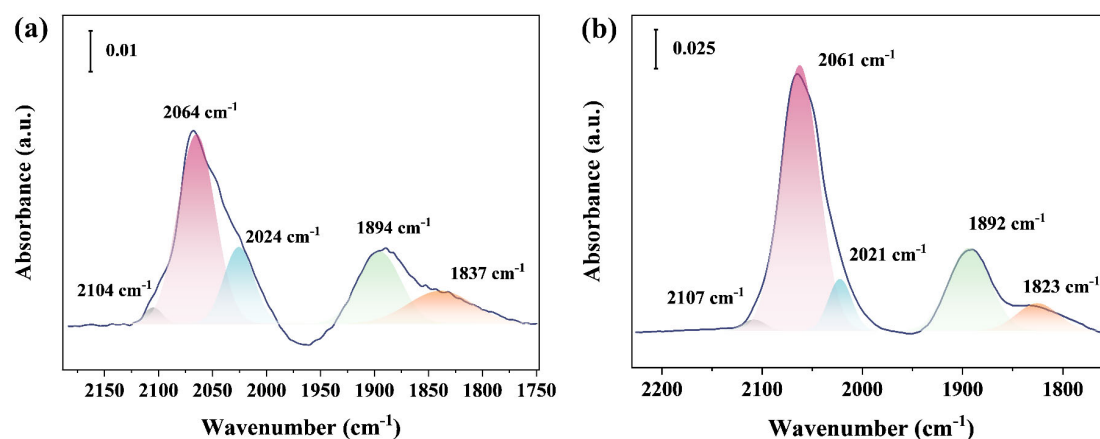 (a)
0.01
2064 cm⁻¹
2024 cm⁻¹
2104 cm⁻¹
1894 cm⁻¹
1837 cm⁻¹
Absorbance (a.u.)
2150 2100 2050 2000 1950 1900 1850 1800 1750
Wavenumber (cm⁻¹)
(b)
0.025
2061 cm⁻¹
2021 cm⁻¹
2107 cm⁻¹
1892 cm⁻¹
1823 cm⁻¹
Absorbance (a.u.)
2200 2100 2000 1900 1800
Wavenumber (cm⁻¹)